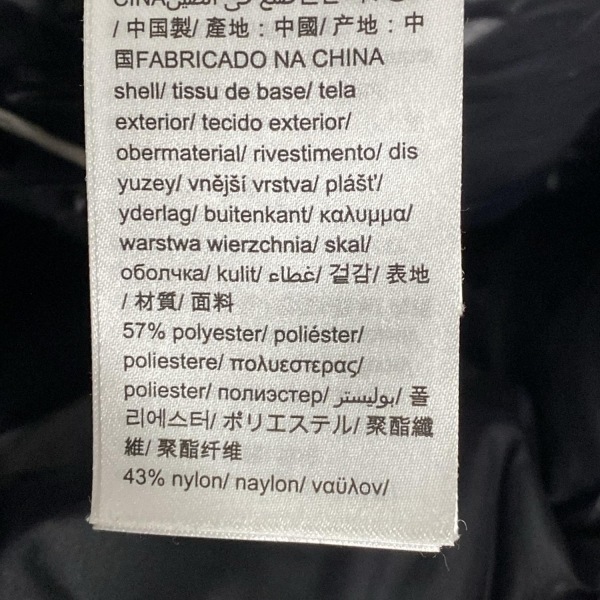 / 中国製/ 產地：中國/ 产地：中
国FABRICADO NA CHINA
shell/ tissu de base/ tela
exterior/ tecido exterior/
obermaterial/ rivestimento/ dis
yuzey/ vnější vrstva/ plášť/
yderlag/ buitenkant/ καλυμμα/
warstwa wierzchnia/ skal/
оболчка/ kulit/ غطاء/ 겉감/ 表地
/ 材質/ 面料
57% polyester/ poliéster/
poliestere/ πολυεστερας/
poliester/ полиэстер/ بوليستر/ 폴
리에스터/ ポリエステル/ 聚酯纖
維/ 聚酯纤维
43% nylon/ naylon/ ναϋλον/